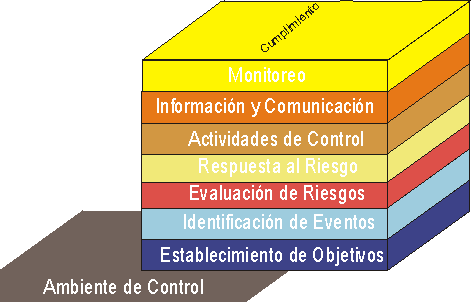 Cumplimiento
Monitoreo
Información y Comunicación
Actividades de Control
Respuesta al Riesgo
Evaluación de Riesgos
Identificación de Eventos
Establecimiento de Objetivos
Ambiente de Control